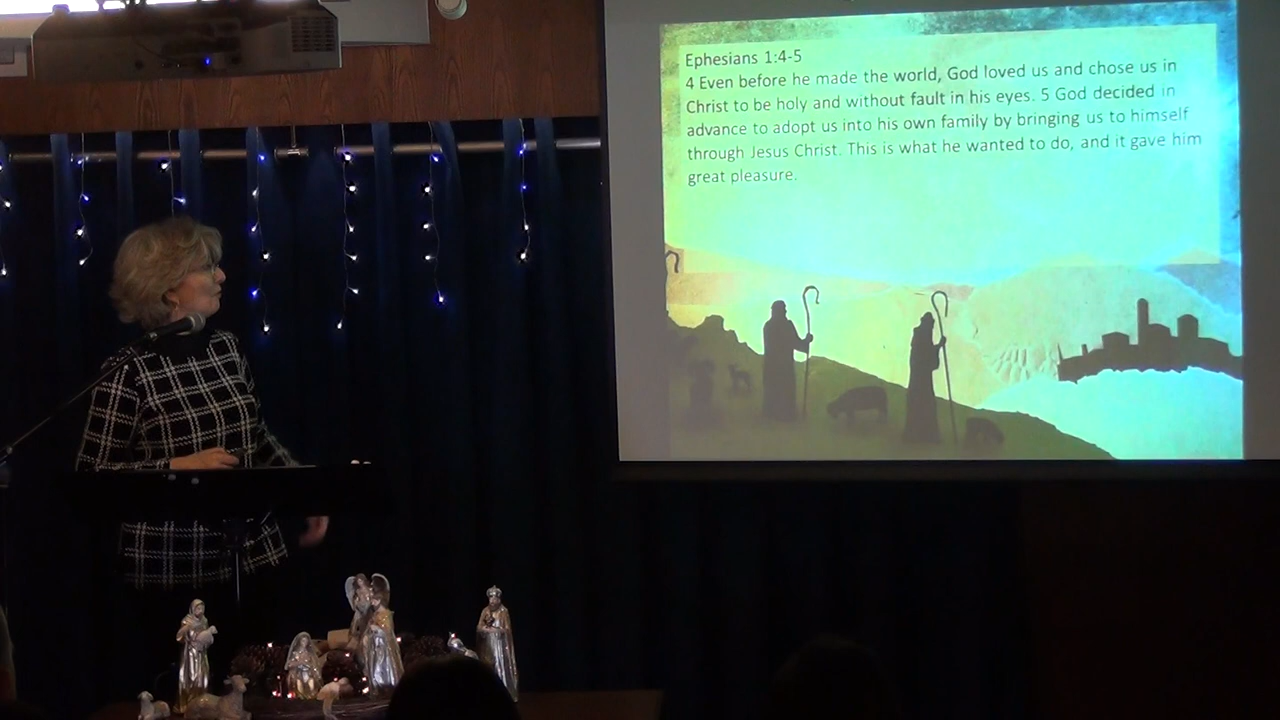 Ephesians 1:4-5
4 Even before he made the world, God loved us and chose us in
Christ to be holy and without fault in his eyes. 5 God decided in
advance to adopt us into his own family by bringing us to himself
through Jesus Christ. This is what he wanted to do, and it gave him
great pleasure.